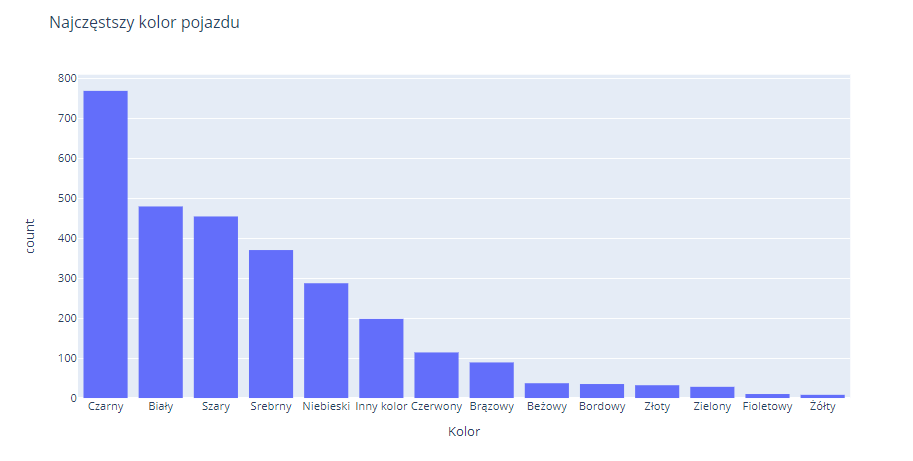 Najczęstszy kolor pojazdu
800
700
600
500
400
300
200
100
0
count
Czarny Biały Szary Srebrny Niebieski Inny kolor Czerwony Brązowy Beżowy Bordowy Złoty Zielony Fioletowy Żółty
Kolor